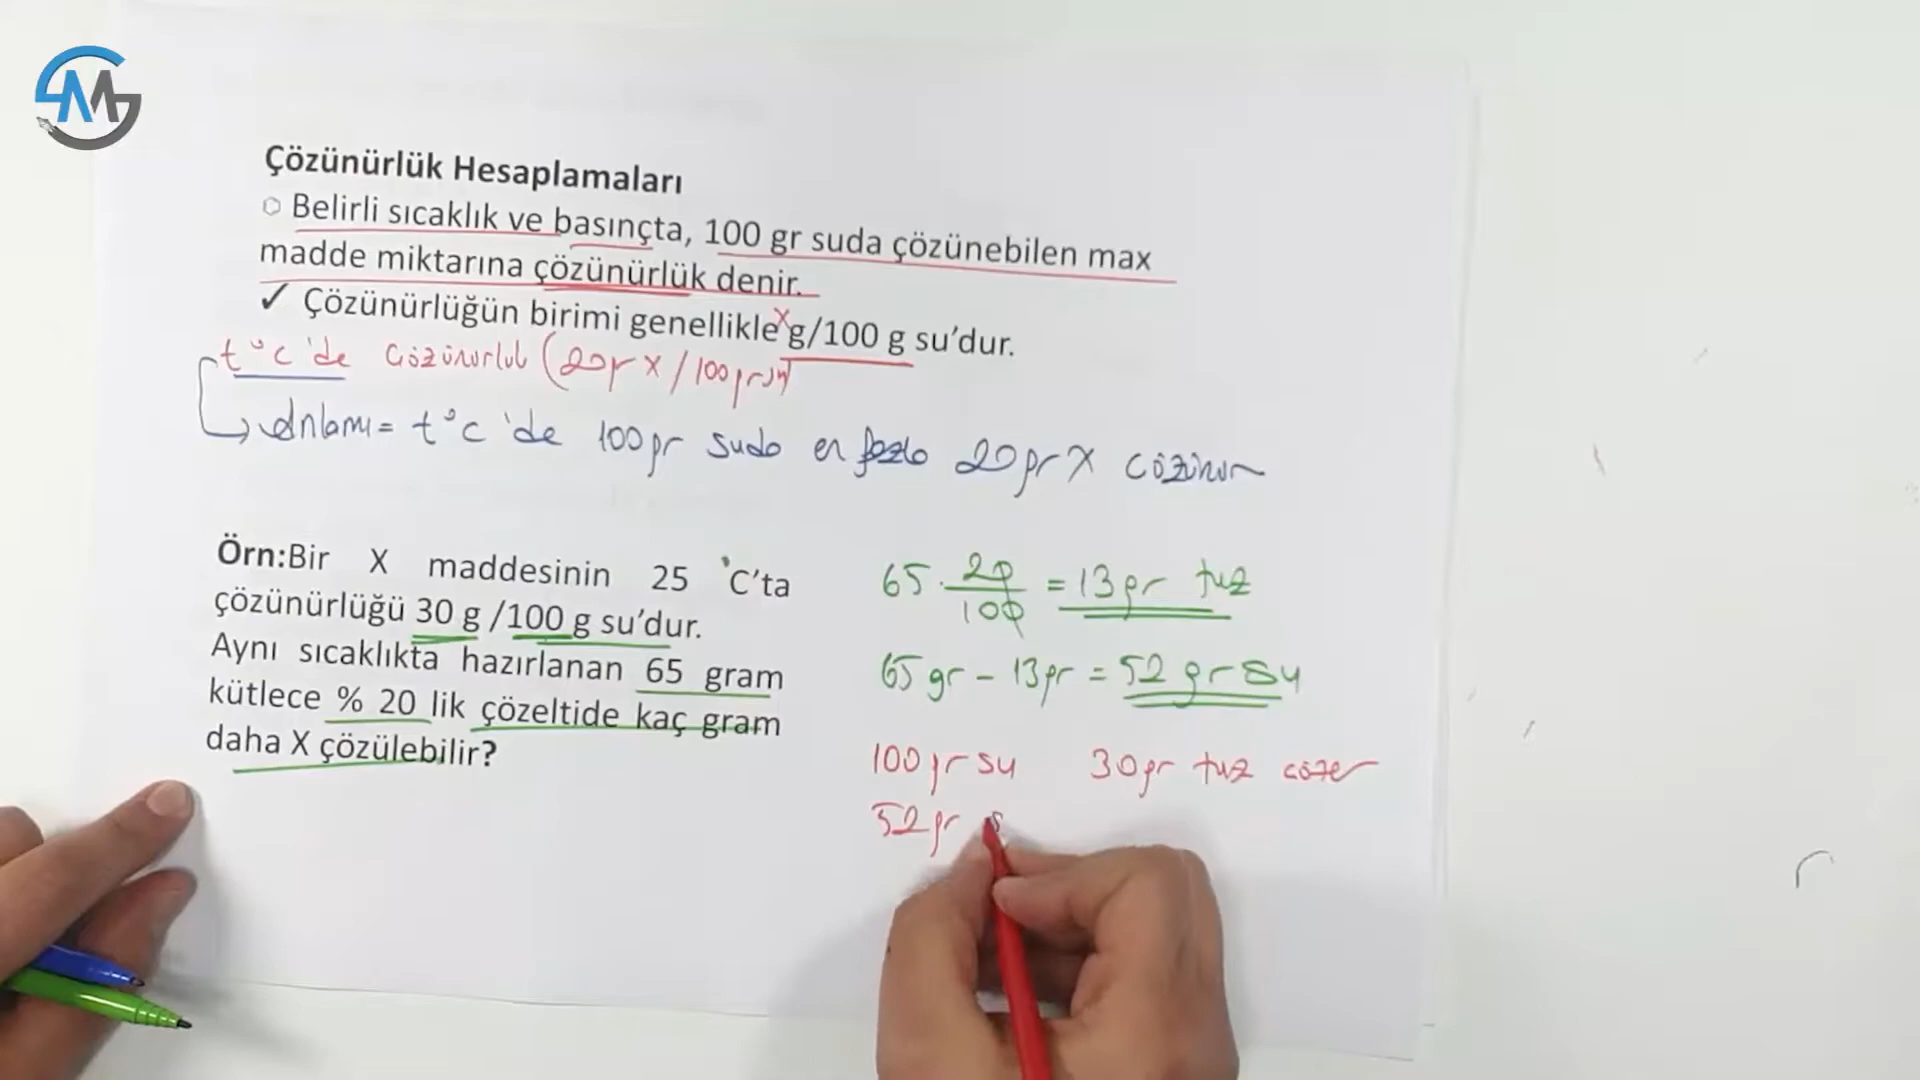 SMG
Çözünürlük Hesaplamaları
Belirli sıcaklık ve basınçta, 100 gr suda çözünebilen max
madde miktarına çözünürlük denir.
✓ Çözünürlüğün birimi genellikle x g/100 g su'dur.
t°C 'de Çözünürlük (20gr X / 100gr su)
Anlamı = t°C 'de 100gr suda en fazla 20gr X çözünür
Örn:Bir X maddesinin 25 °C'ta
çözünürlüğü 30 g /100 g su'dur.
Aynı sıcaklıkta hazırlanan 65 gram
kütlece % 20 lik çözeltide kaç gram
daha X çözülebilir?
65 . 20/100 = 13gr tuz
65 gr - 13gr = 52 gr su
100gr su 30gr tuz çözer
52gr s